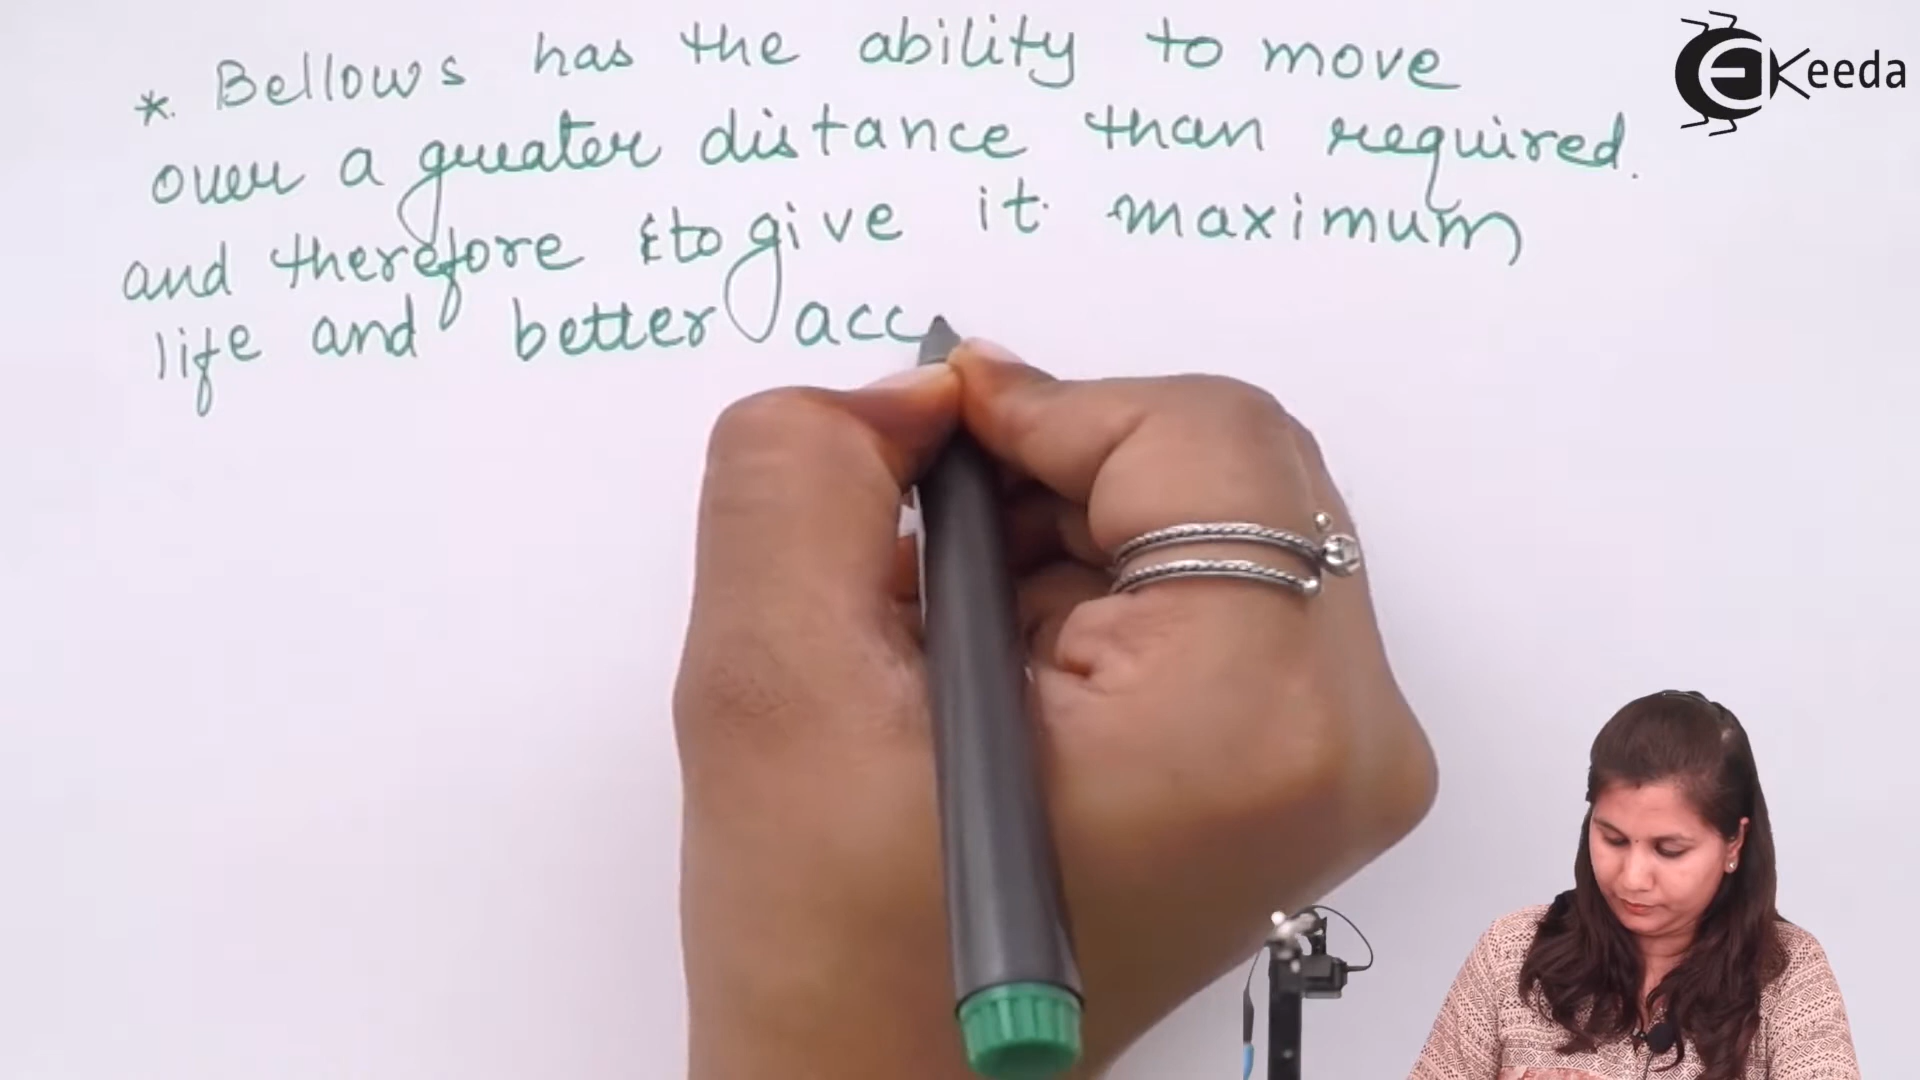 * Bellows has the ability to move
over a greater distance than required.
and therefore & to give it maximum
life and better acc
EKeeda